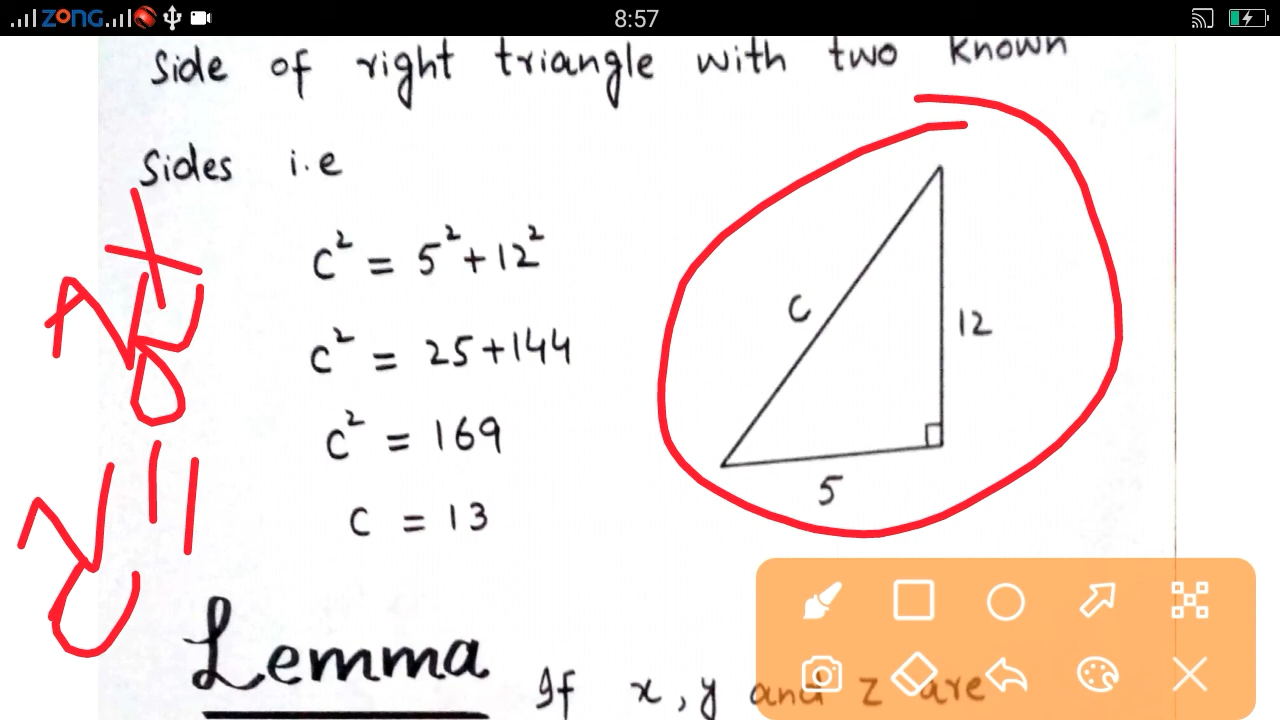 ZONG 8:57
side of right triangle with two known
sides i.e
c² = 5²+12²
c² = 25+144
c² = 169
c = 13
c
12
5
Lemma If x, y and z are